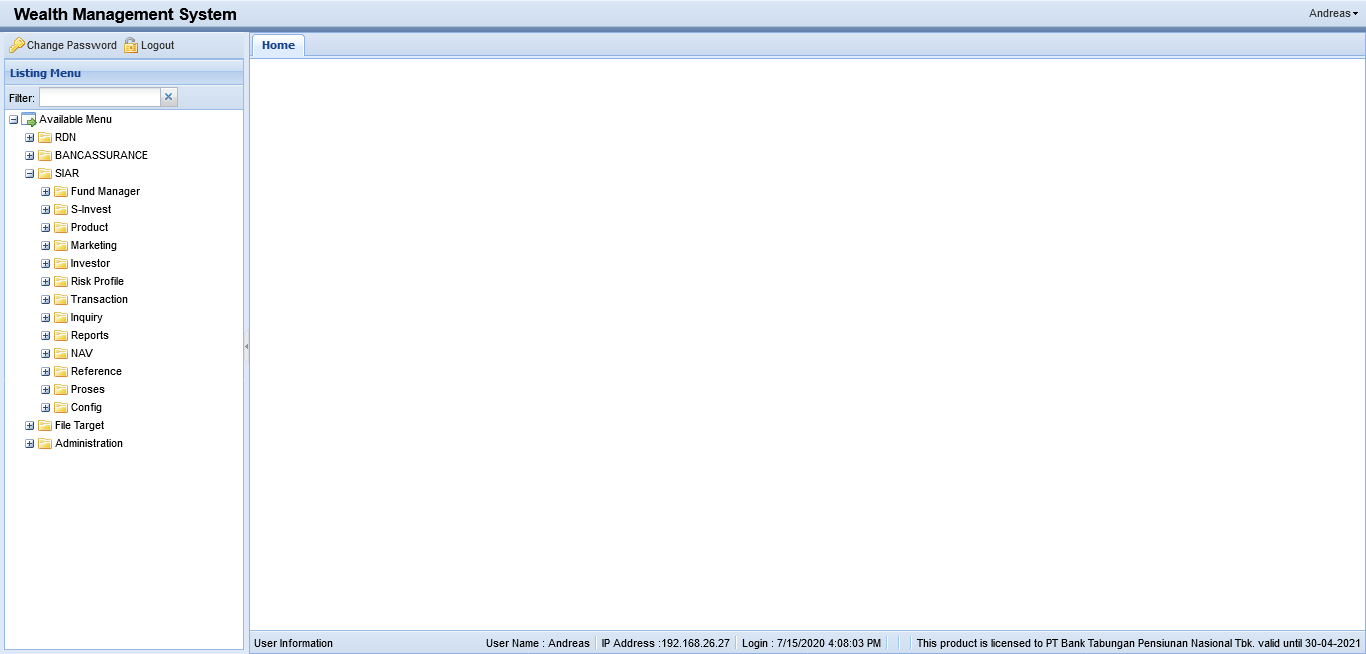 Wealth Management System
Andreas
Change Password Logout
Home
Listing Menu
Filter:
Available Menu
RDN
BANCASSURANCE
SIAR
Fund Manager
S-Invest
Product
Marketing
Investor
Risk Profile
Transaction
Inquiry
Reports
NAV
Reference
Proses
Config
File Target
Administration
User Information User Name : Andreas IP Address :192.168.26.27 Login : 7/15/2020 4:08:03 PM This product is licensed to PT Bank Tabungan Pensiunan Nasional Tbk. valid until 30-04-2021